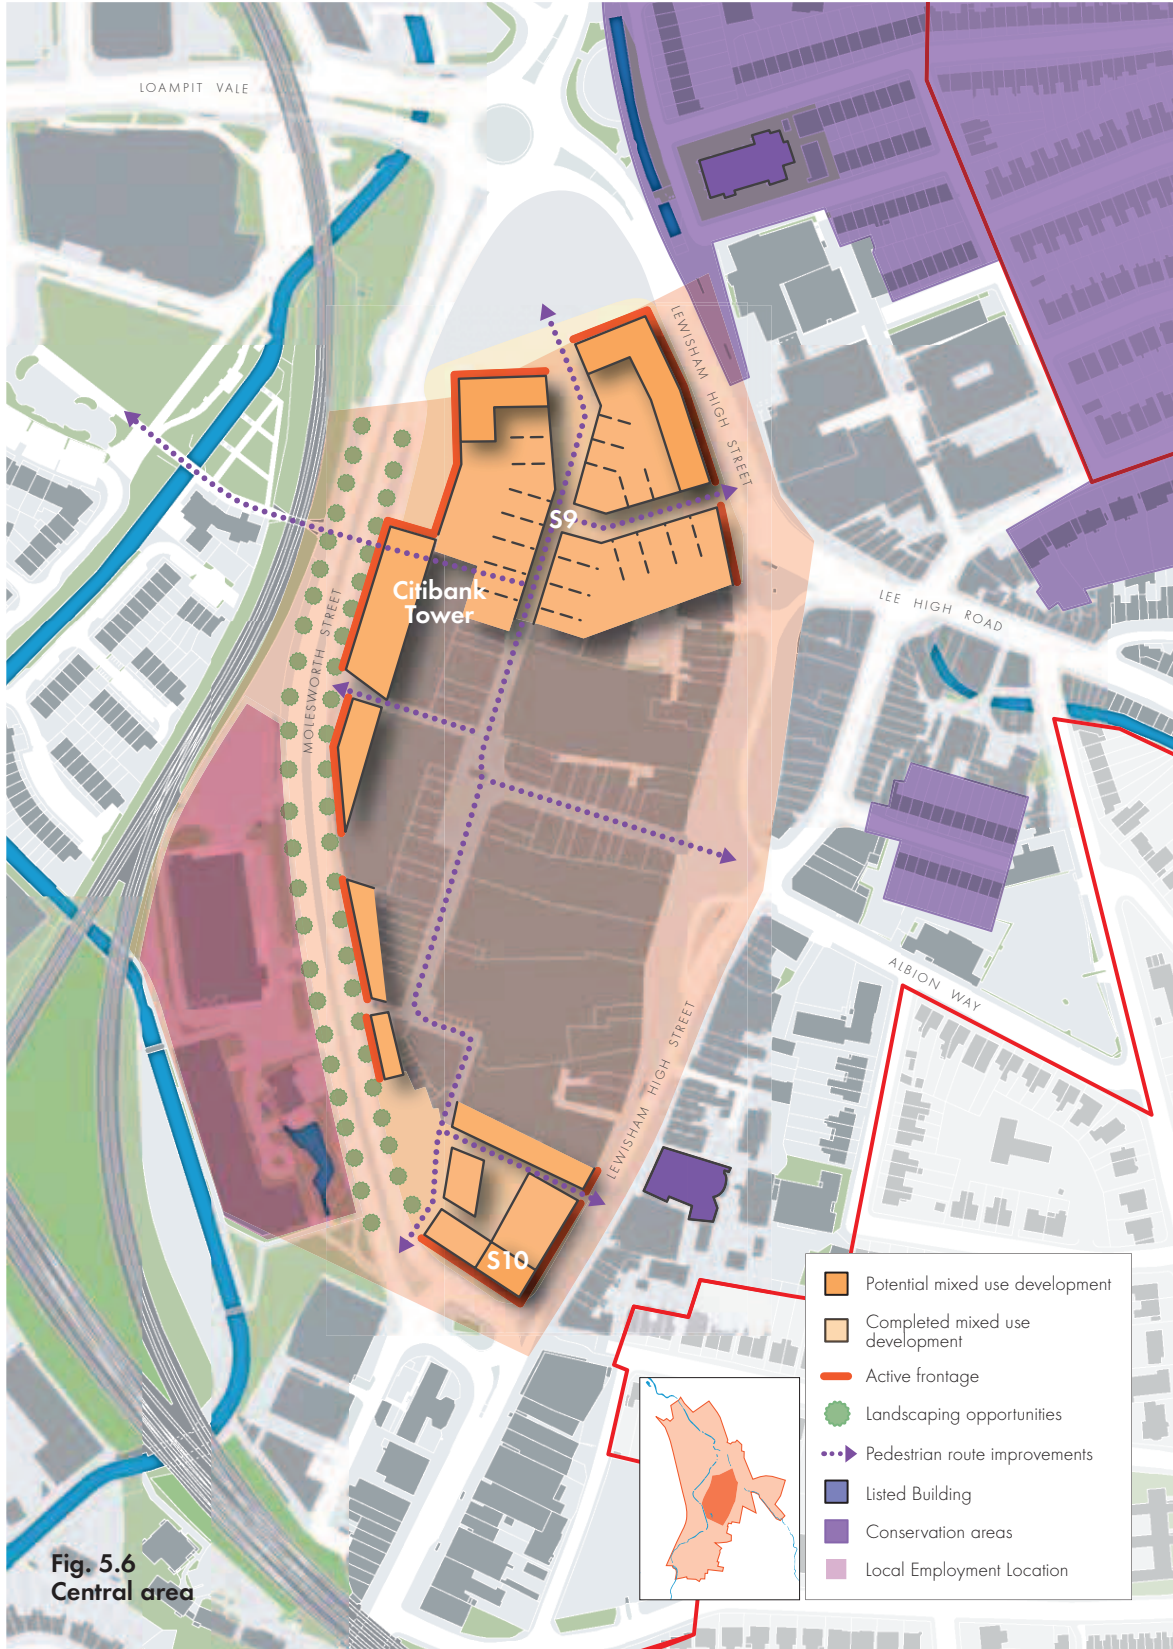 LOAMPIT VALE
LEWISHAM HIGH STREET
S9
Citibank
Tower
MOLESWORTH STREET
LEE HIGH ROAD
ALBION WAY
LEWISHAM HIGH STREET
S10
Potential mixed use development
Completed mixed use
development
Active frontage
Landscaping opportunities
Pedestrian route improvements
Listed Building
Conservation areas
Local Employment Location
Fig. 5.6
Central area